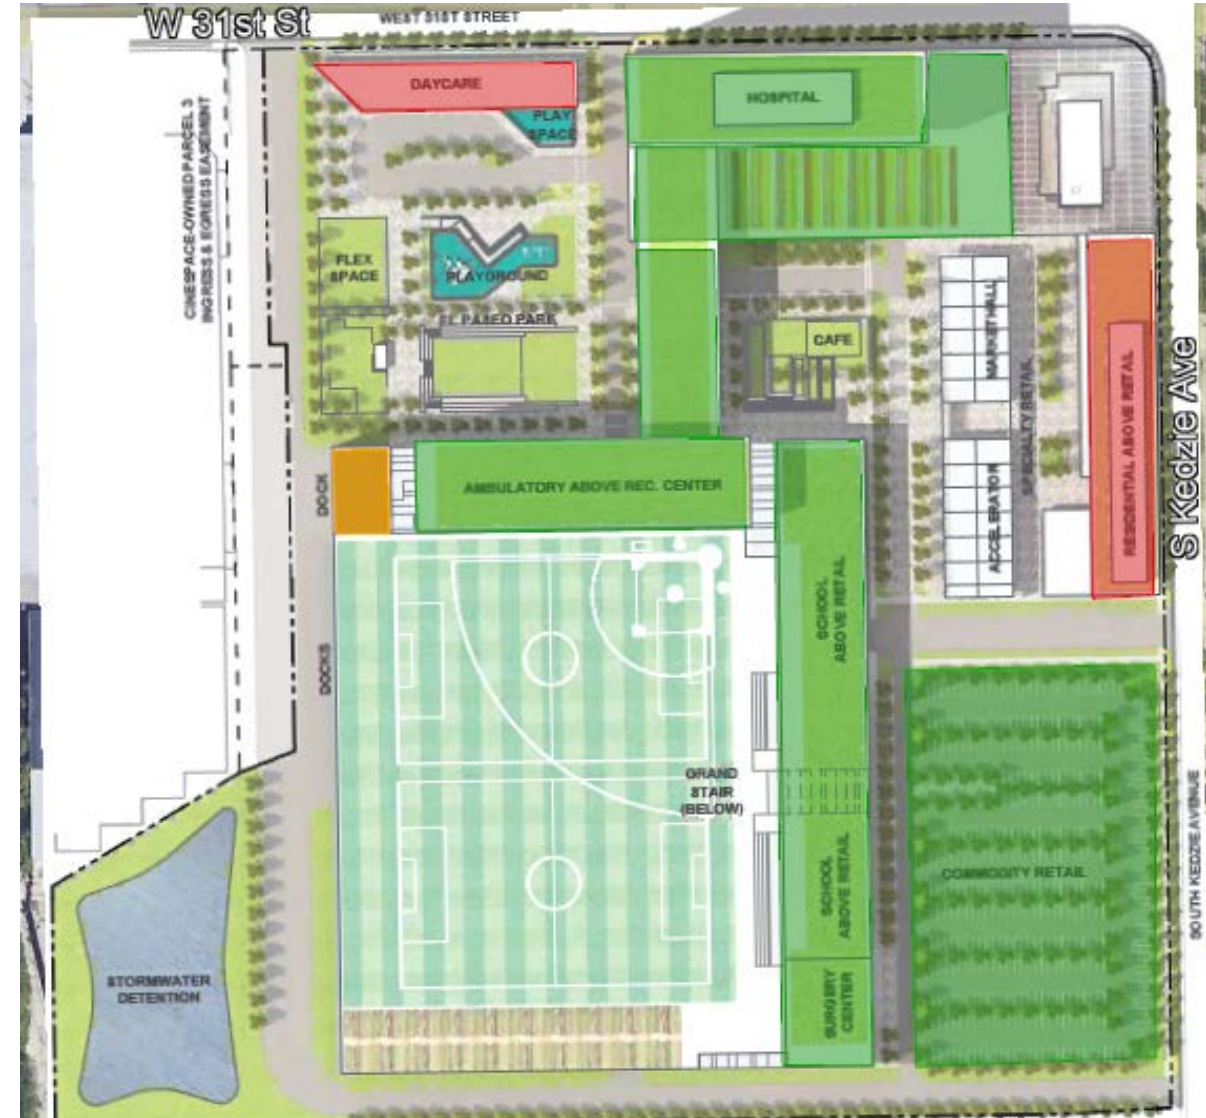 W 31st St
WEST 31ST STREET
DAYCARE
PLAY
SPACE
HOSPITAL
CINESPACE-OWNED PARCEL 3
INGRESS & EGRESS EASEMENT
FLEX
SPACE
PLAYGROUND
EL PASEO PARK
CAFE
MARKET HALL
SPECIALTY RETAIL
ACCELERATOR
RESIDENTIAL ABOVE RETAIL
S Kedzie Ave
DOCK
AMBULATORY ABOVE REC. CENTER
SCHOOL
ABOVE RETAIL
DOCKS
GRAND
STAIR
(BELOW)
SCHOOL
ABOVE RETAIL
COMMODITY RETAIL
SOUTH KEDZIE AVENUE
STORMWATER
DETENTION
SURGERY
CENTER